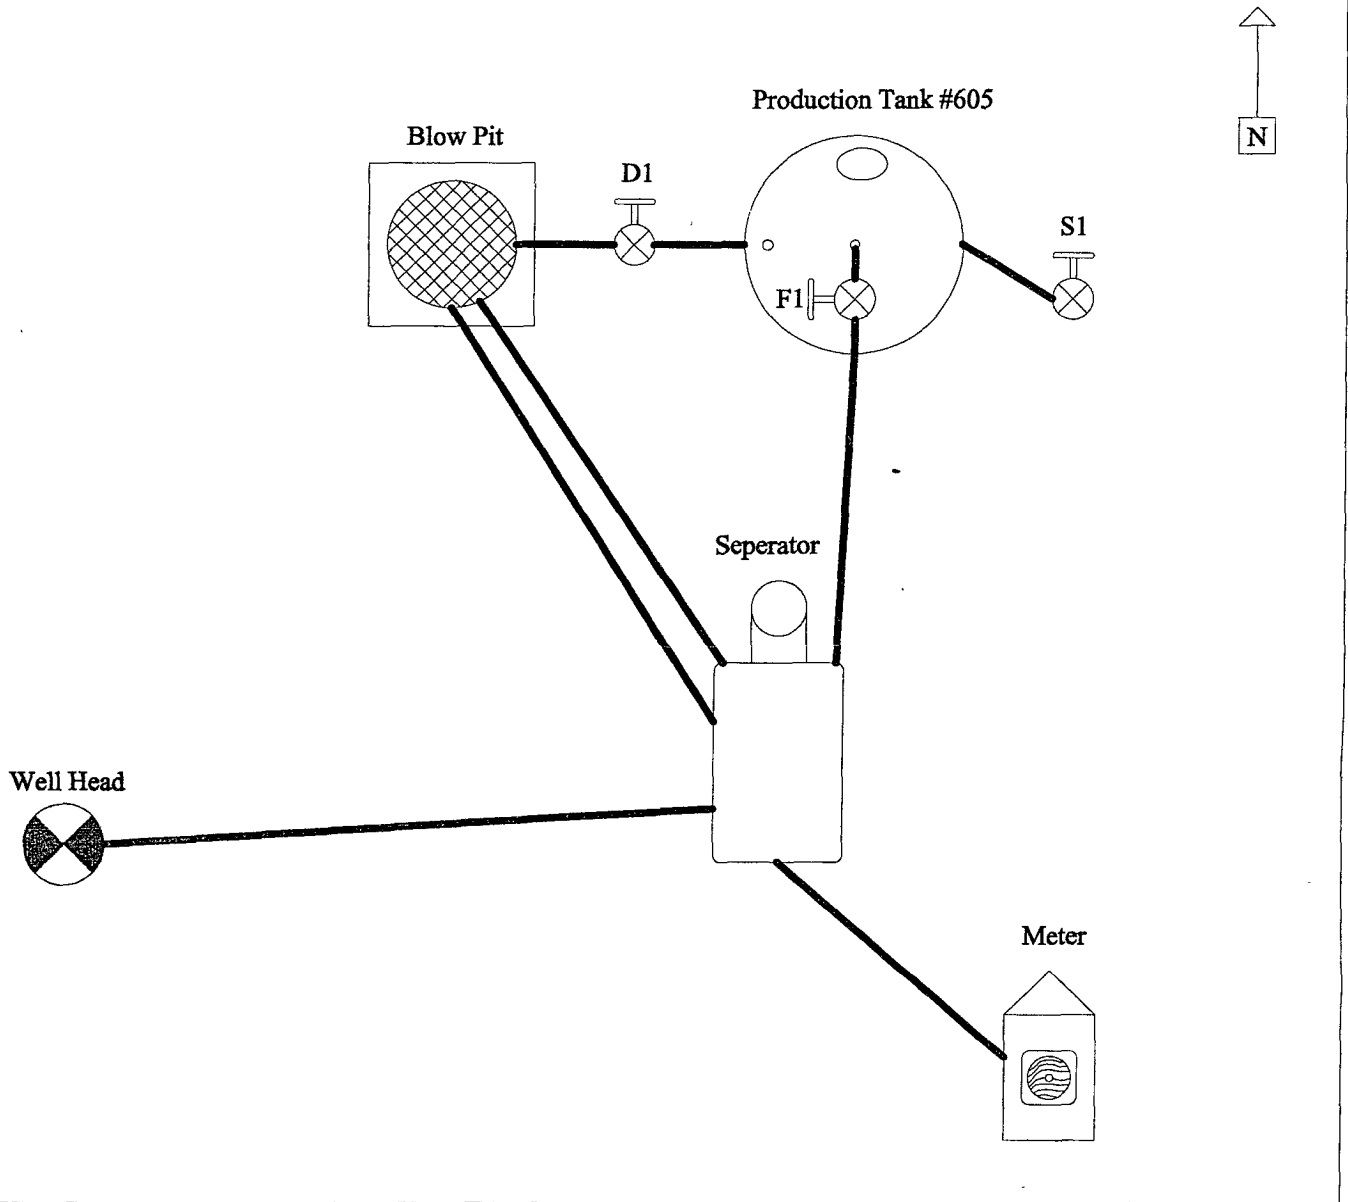 Production Tank #605
N
Blow Pit
D1
S1
F1
Seperator
Well Head
Meter